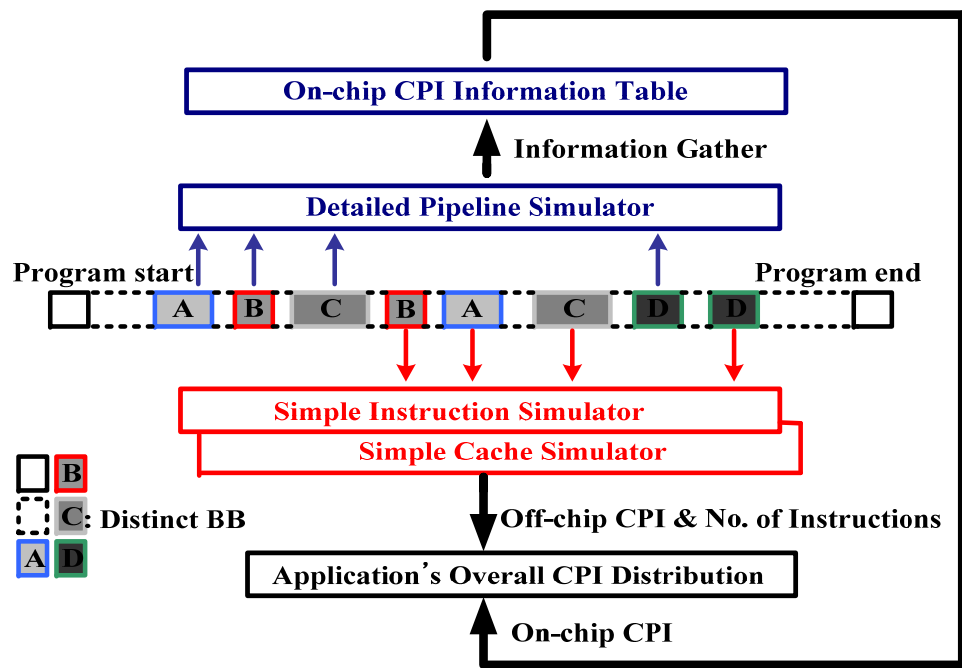 On-chip CPI Information Table
Information Gather
Detailed Pipeline Simulator
Program start
Program end
A B C B A C D D
Simple Instruction Simulator
Simple Cache Simulator
B
C : Distinct BB
A D
Off-chip CPI & No. of Instructions
Application's Overall CPI Distribution
On-chip CPI